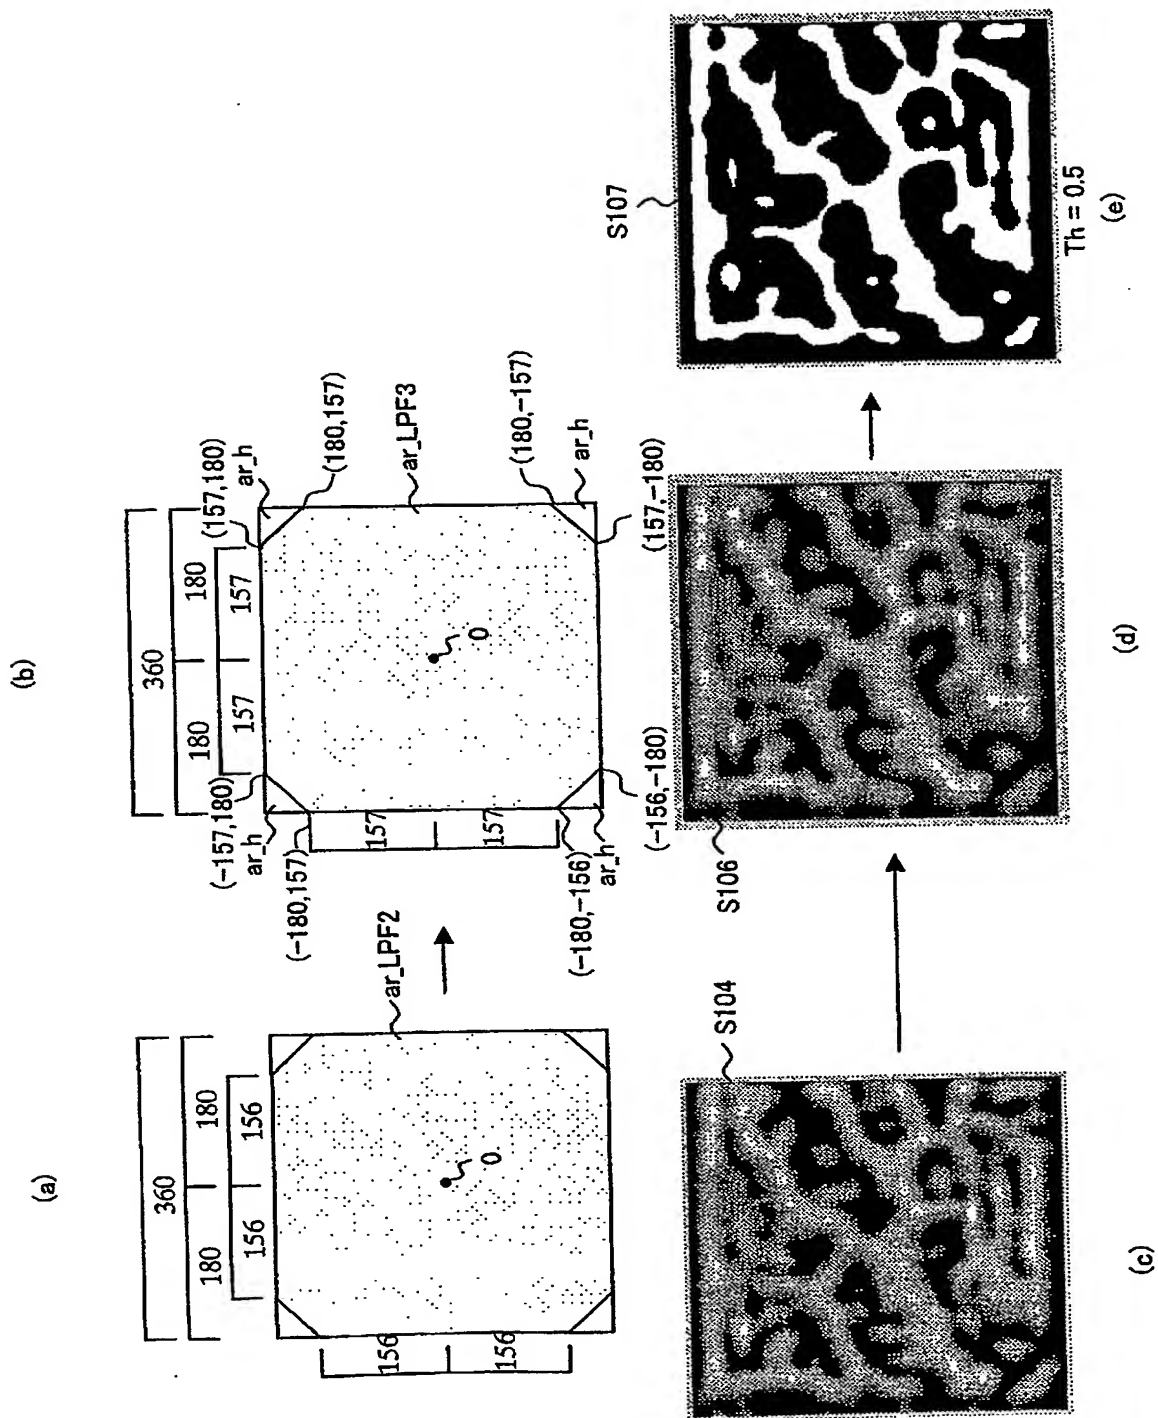 (a)
360
180
180
156
156
156
156
0
ar_LPF2
(b)
360
180
180
157
157
157
157
0
(-157,180)
ar_h
(-180,157)
(157,180)
ar_h
(180,157)
ar_LPF3
(180,-157)
ar_h
(157,-180)
(-180,-156)
ar_h
(-156,-180)
S104
(c)
S106
(d)
S107
Th = 0.5
(e)